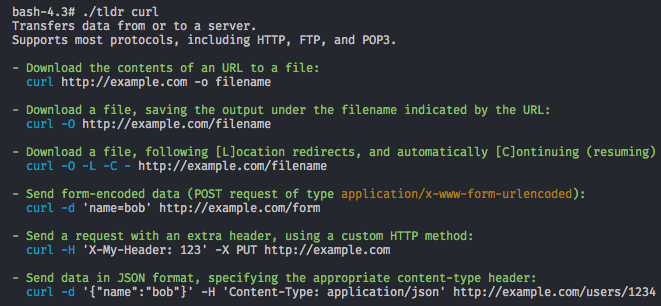 bash-4.3# ./tldr curl
Transfers data from or to a server.
Supports most protocols, including HTTP, FTP, and POP3.
- Download the contents of an URL to a file:
curl http://example.com -o filename
- Download a file, saving the output under the filename indicated by the URL:
curl -O http://example.com/filename
- Download a file, following [L]ocation redirects, and automatically [C]ontinuing (resuming)
curl -O -L -C - http://example.com/filename
- Send form-encoded data (POST request of type application/x-www-form-urlencoded):
curl -d 'name=bob' http://example.com/form
- Send a request with an extra header, using a custom HTTP method:
curl -H 'X-My-Header: 123' -X PUT http://example.com
- Send data in JSON format, specifying the appropriate content-type header:
curl -d '{"name":"bob"}' -H 'Content-Type: application/json' http://example.com/users/1234